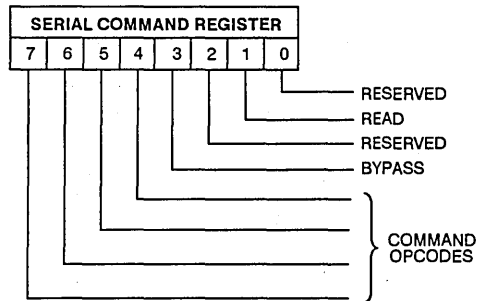 SERIAL COMMAND REGISTER
7 6 5 4 3 2 1 0
RESERVED
READ
RESERVED
BYPASS
COMMAND
OPCODES